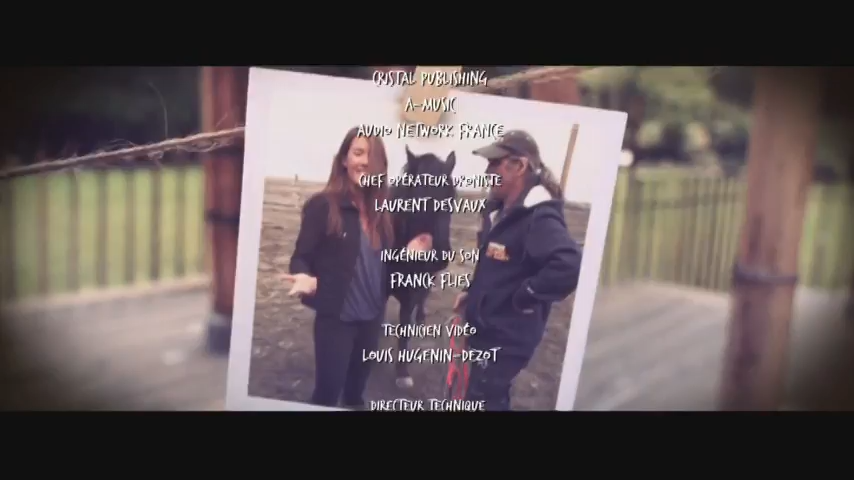 CRISTAL PUBLISHING
A-MUSIC
AUDIO NETWORK FRANCE
CHEF OPÉRATEUR DRONISTE
LAURENT DESVAUX
INGÉNIEUR DU SON
FRANCK FLIES
TECHNICIEN VIDÉO
LOUIS HUGENIN-DEZOT
DIRECTEUR TECHNIQUE